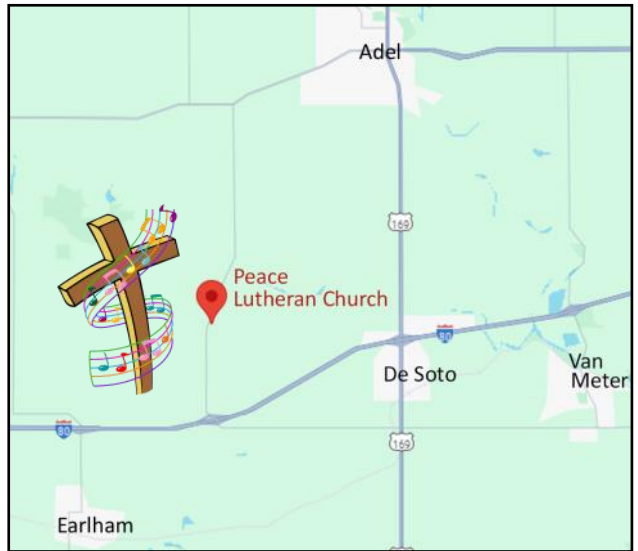 Adel
169
Peace
Lutheran Church
80
De Soto
Van
Meter
80
169
Earlham